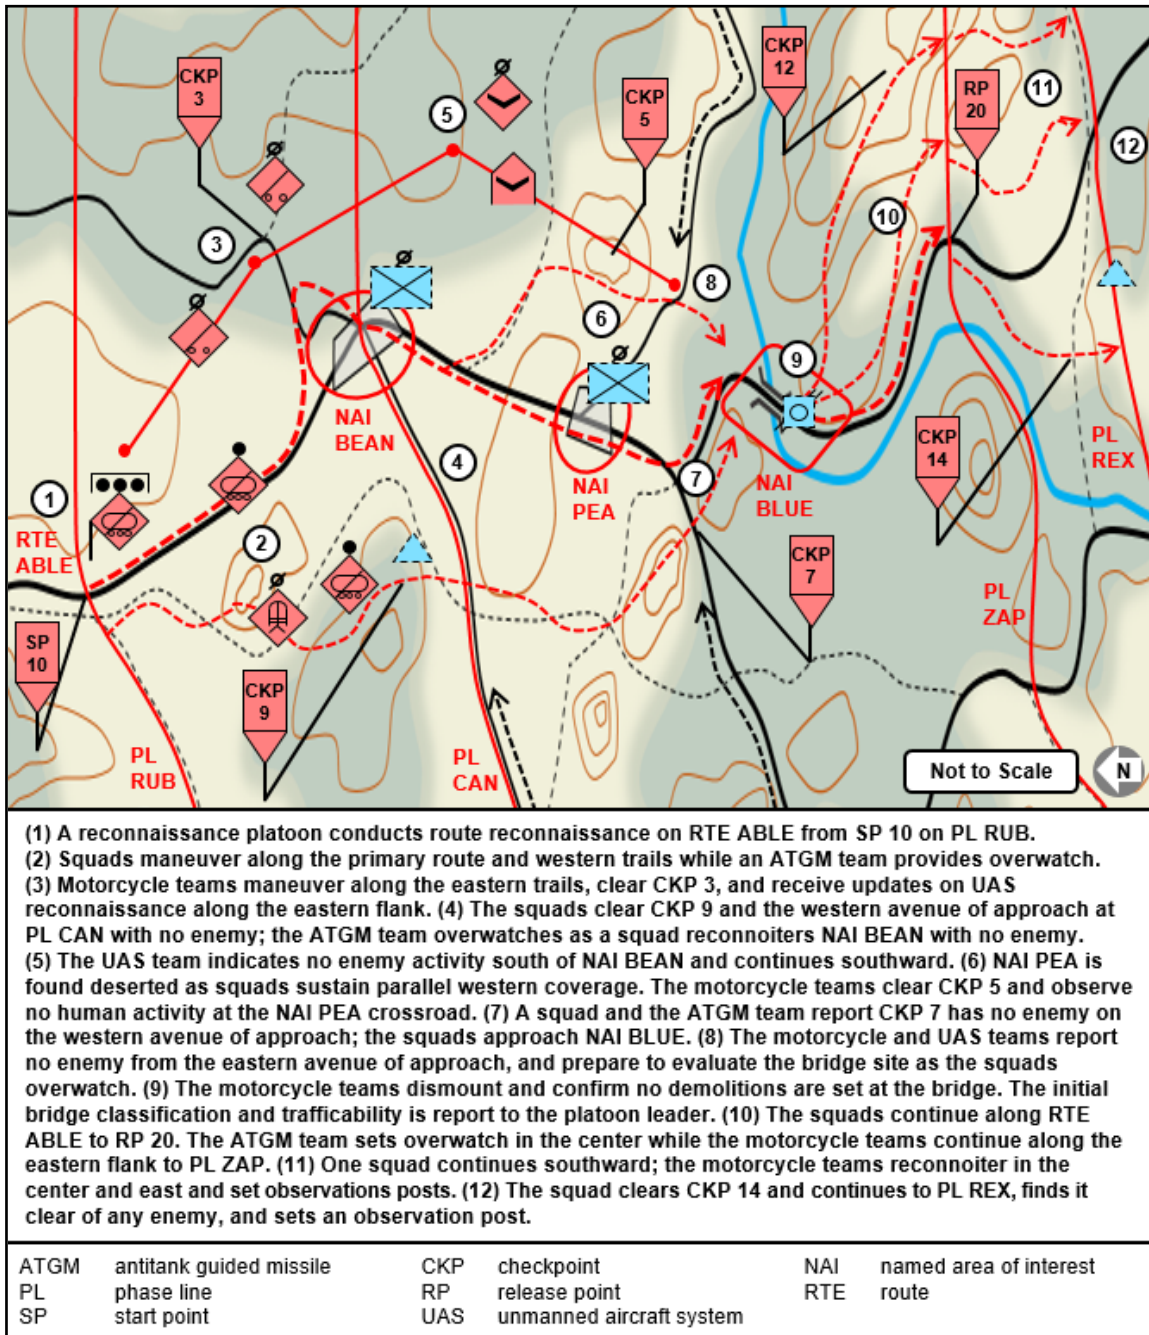 CKP
3
5
CKP
5
CKP
12
RP
20
11
12
3
10
8
6
9
NAI
BEAN
1
RTE
ABLE
2
4
NAI
PEA
7
NAI
BLUE
CKP
14
PL
REX
CKP
7
PL
ZAP
SP
10
CKP
9
PL
RUB
PL
CAN
Not to Scale
N
(1) A reconnaissance platoon conducts route reconnaissance on RTE ABLE from SP 10 on PL RUB.
(2) Squads maneuver along the primary route and western trails while an ATGM team provides overwatch.
(3) Motorcycle teams maneuver along the eastern trails, clear CKP 3, and receive updates on UAS
reconnaissance along the eastern flank. (4) The squads clear CKP 9 and the western avenue of approach at
PL CAN with no enemy; the ATGM team overwatches as a squad reconnoiters NAI BEAN with no enemy.
(5) The UAS team indicates no enemy activity south of NAI BEAN and continues southward. (6) NAI PEA is
found deserted as squads sustain parallel western coverage. The motorcycle teams clear CKP 5 and observe
no human activity at the NAI PEA crossroad. (7) A squad and the ATGM team report CKP 7 has no enemy on
the western avenue of approach; the squads approach NAI BLUE. (8) The motorcycle and UAS teams report
no enemy from the eastern avenue of approach, and prepare to evaluate the bridge site as the squads
overwatch. (9) The motorcycle teams dismount and confirm no demolitions are set at the bridge. The initial
bridge classification and trafficability is report to the platoon leader. (10) The squads continue along RTE
ABLE to RP 20. The ATGM team sets overwatch in the center while the motorcycle teams continue along the
eastern flank to PL ZAP. (11) One squad continues southward; the motorcycle teams reconnoiter in the
center and east and set observations posts. (12) The squad clears CKP 14 and continues to PL REX, finds it
clear of any enemy, and sets an observation post.
ATGM antitank guided missile CKP checkpoint NAI named area of interest
PL phase line RP release point RTE route
SP start point UAS unmanned aircraft system